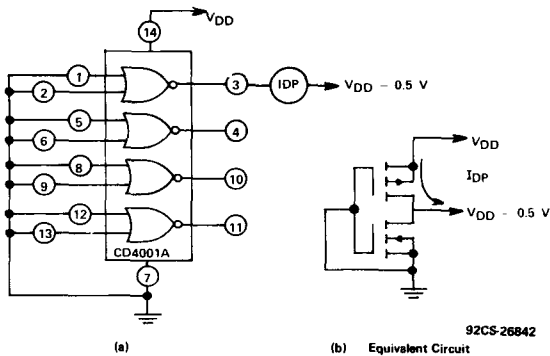 14
VDD
1
2
3
IDP
VDD – 0.5 V
5
6
4
8
9
10
12
13
11
CD4001A
7
(a)
VDD
IDP
VDD – 0.5 V
92CS-26842
(b) Equivalent Circuit